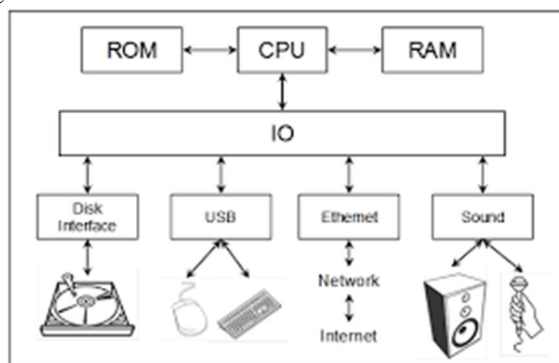 ROM
CPU
RAM
IO
Disk
Interface
USB
Ethernet
Sound
Network
Internet